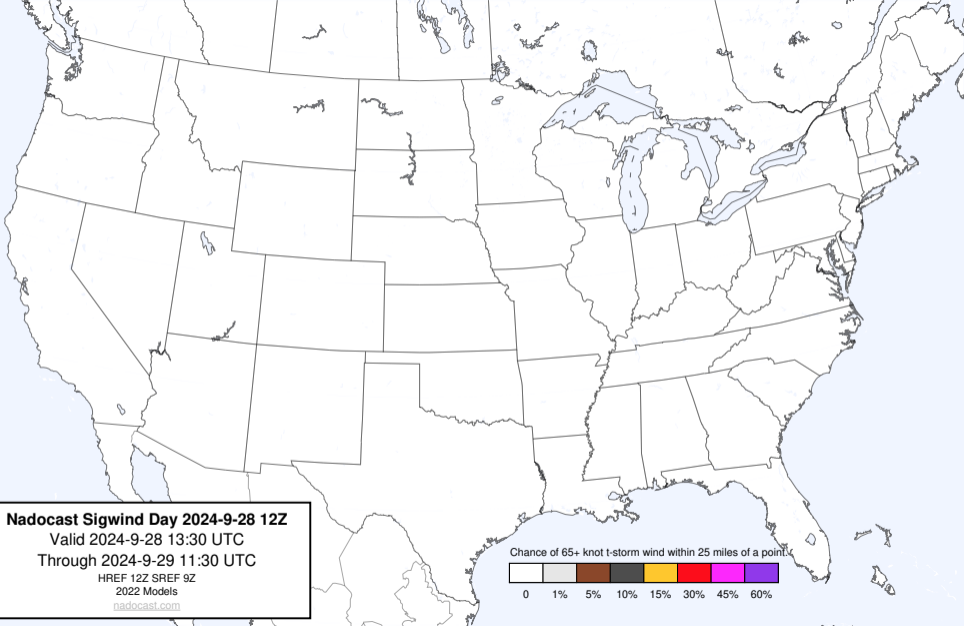 Nadocast Sigwind Day 2024-9-28 12Z
Valid 2024-9-28 13:30 UTC
Through 2024-9-29 11:30 UTC
HREF 12Z SREF 9Z
2022 Models
nadocast.com
Chance of 65+ knot t-storm wind within 25 miles of a point.
0 1% 5% 10% 15% 30% 45% 60%